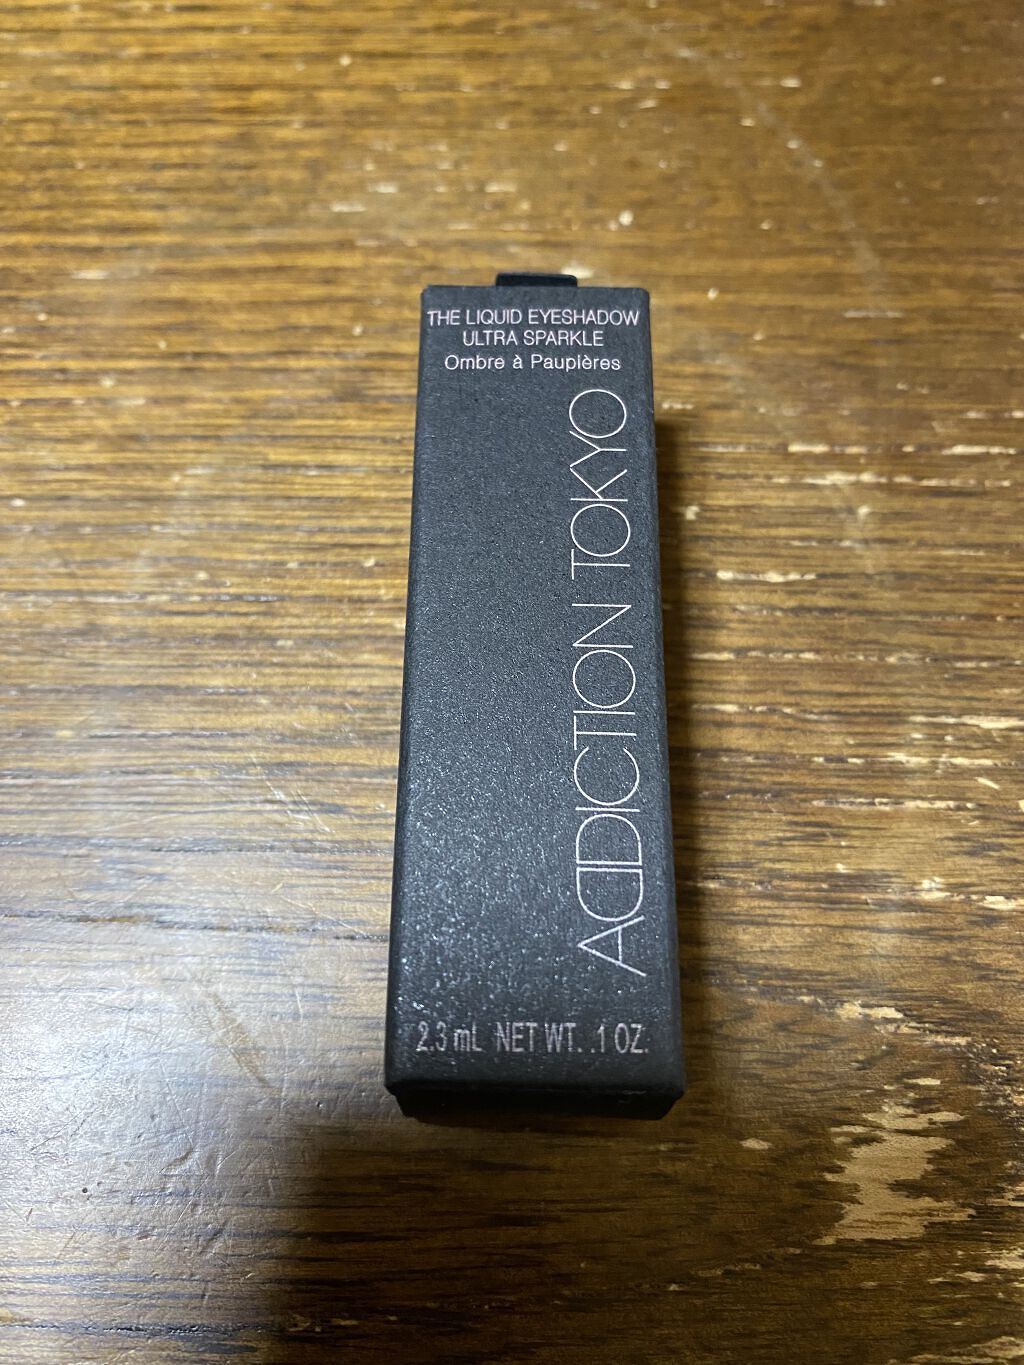 THE LIQUID EYESHADOW
ULTRA SPARKLE
Ombre à Paupières
ADDICTION TOKYO
2.3 mL NET WT. .1 OZ.